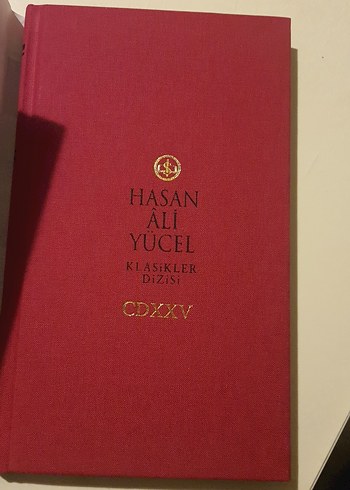 HASAN
ÂLİ
YÜCEL
KLASİKLER
DİZİSİ
CDXXV